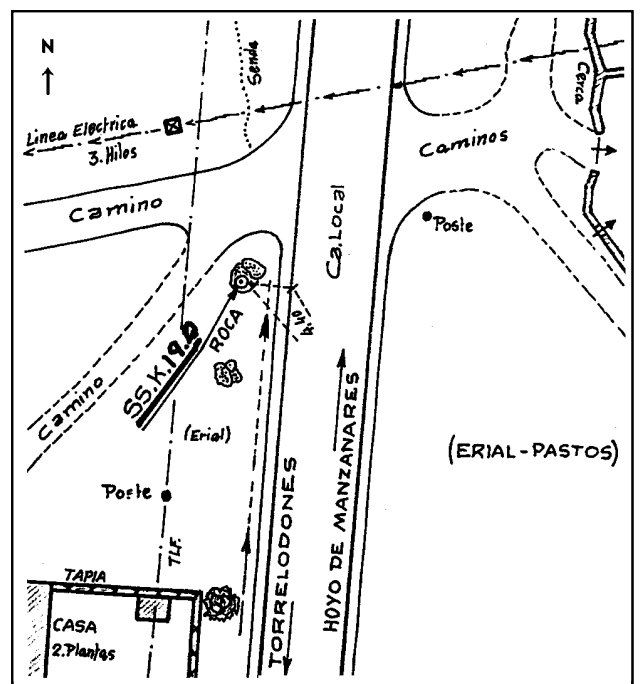 N
Senda
Cerca
Linea Electrica
3.Hilos
Caminos
Camino
Ca. Local
Poste
4,40
ROCA
SS.K.19.D
Camino
(Erial)
(ERIAL-PASTOS)
Poste
TLF.
TORRELODONES
HOYO DE MANZANARES
TAPIA
CASA
2.Plantas